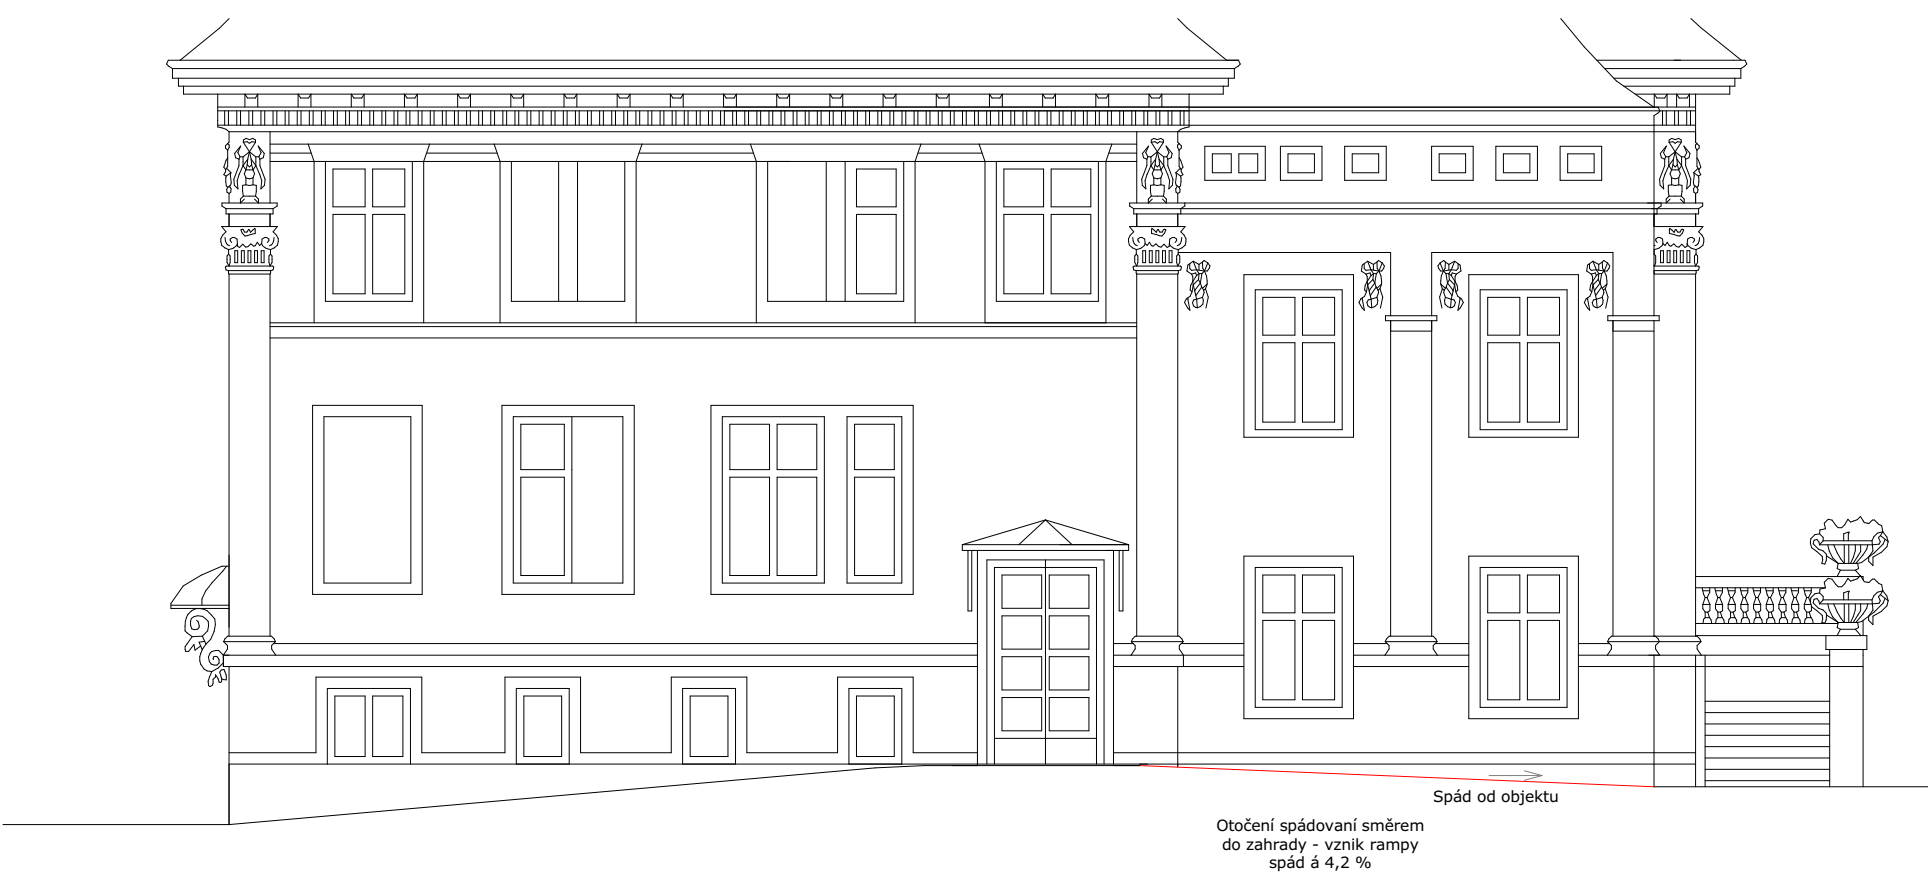 Spád od objektu
Otočení spádovaní směrem
do zahrady - vznik rampy
spád á 4,2 %